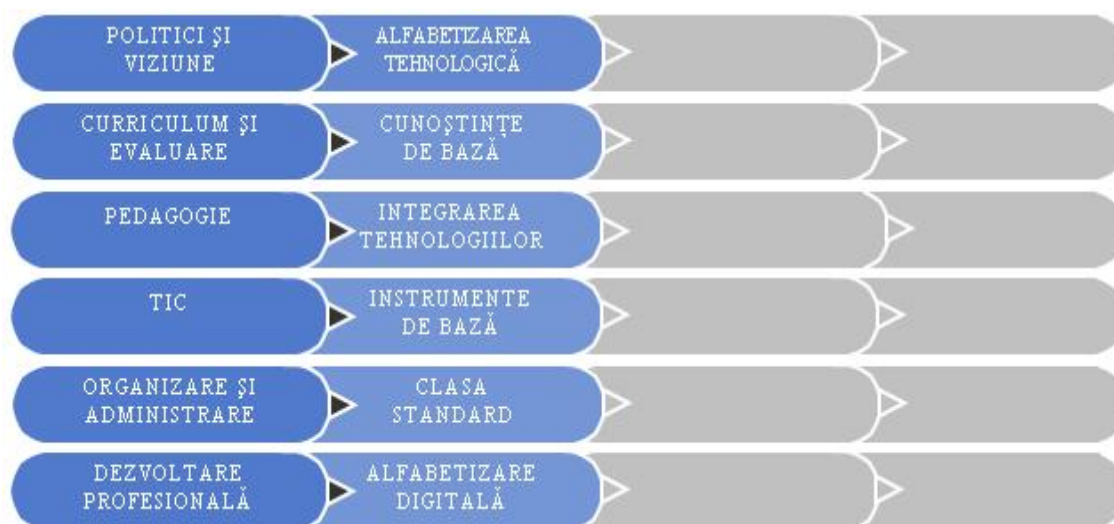 POLITICI ŞI
VIZIUNE
ALFABETIZAREA
TEHNOLOGICĂ
CURRICULUM ŞI
EVALUARE
CUNOŞTINŢE
DE BAZĂ
PEDAGOGIE
INTEGRAREA
TEHNOLOGIILOR
TIC
INSTRUMENTE
DE BAZĂ
ORGANIZARE ŞI
ADMINISTRARE
CLASA
STANDARD
DEZVOLTARE
PROFESIONALĂ
ALFABETIZARE
DIGITALĂ